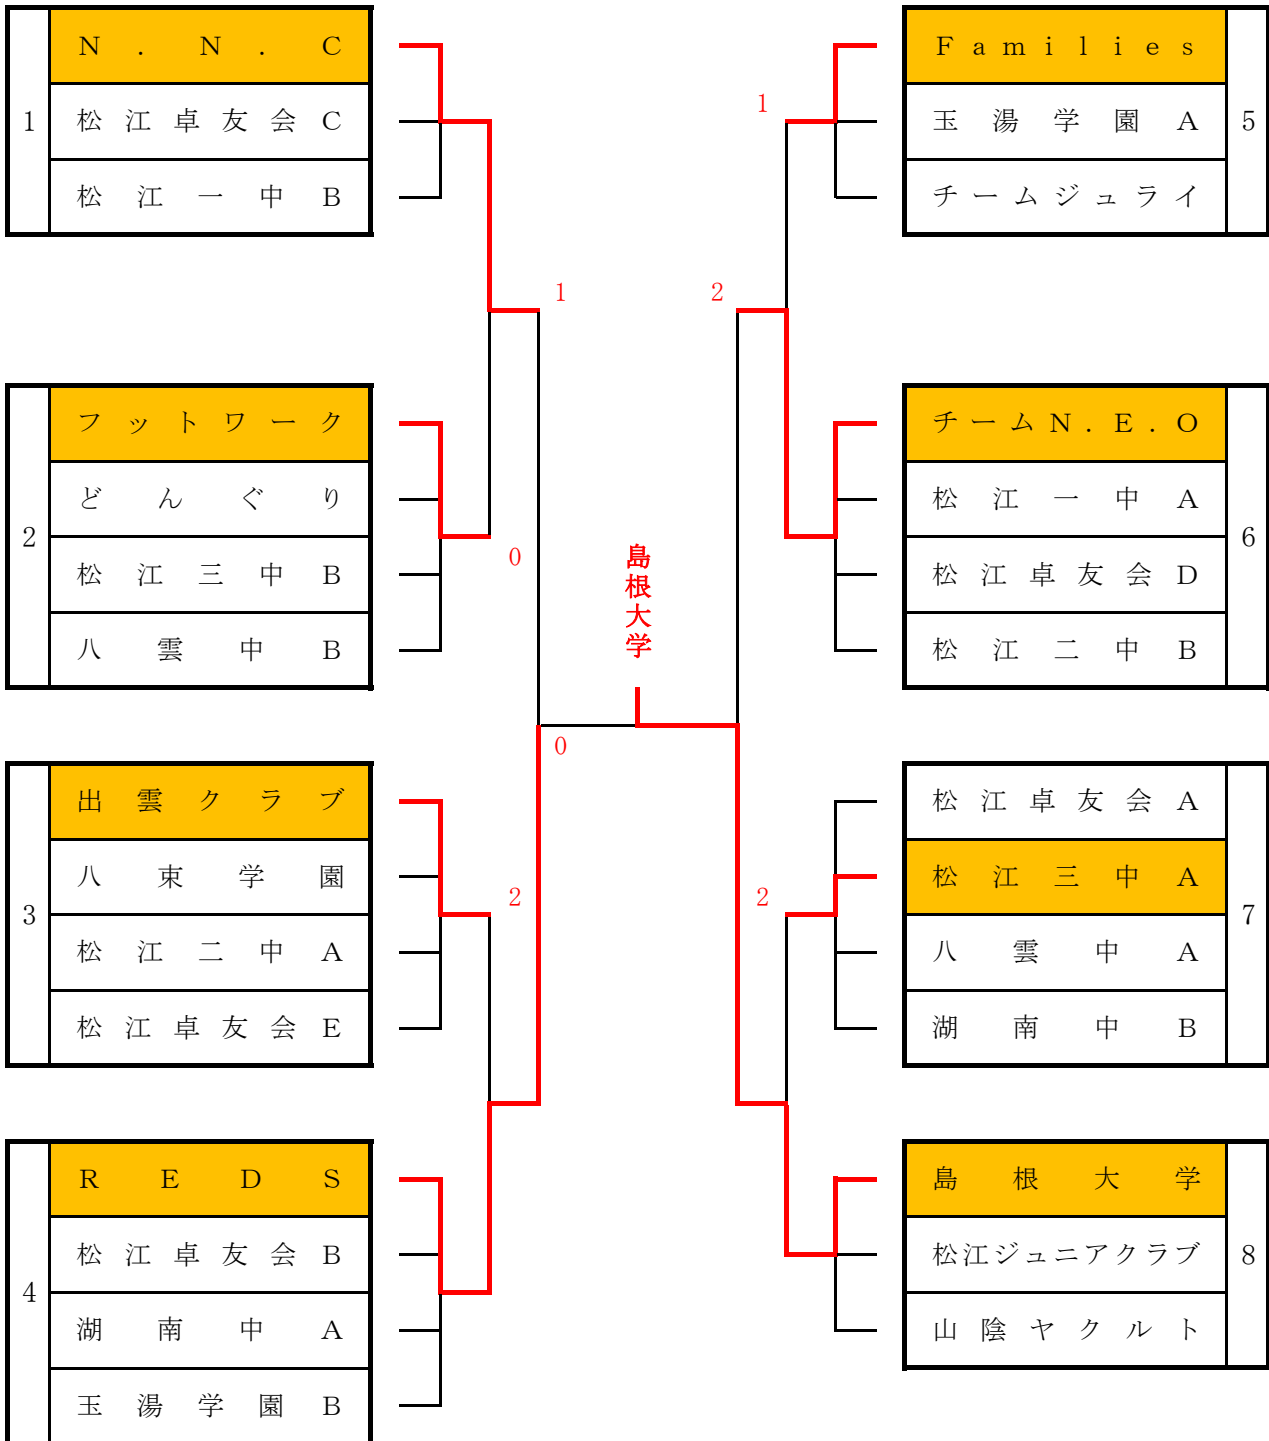 1
N . N . C
松江卓友会C
松江一中B
2
フットワーク
どんぐり
松江三中B
八雲中B
3
出雲クラブ
八束学園
松江二中A
松江卓友会E
4
REDS
松江卓友会B
湖南中A
玉湯学園B
1
0
2
0
島根大学
1
2
2
Families
玉湯学園A
チームジュライ
5
チームN.E.O
松江一中A
松江卓友会D
松江二中B
6
松江卓友会A
松江三中A
八雲中A
湖南中B
7
島根大学
松江ジュニアクラブ
山陰ヤクルト
8